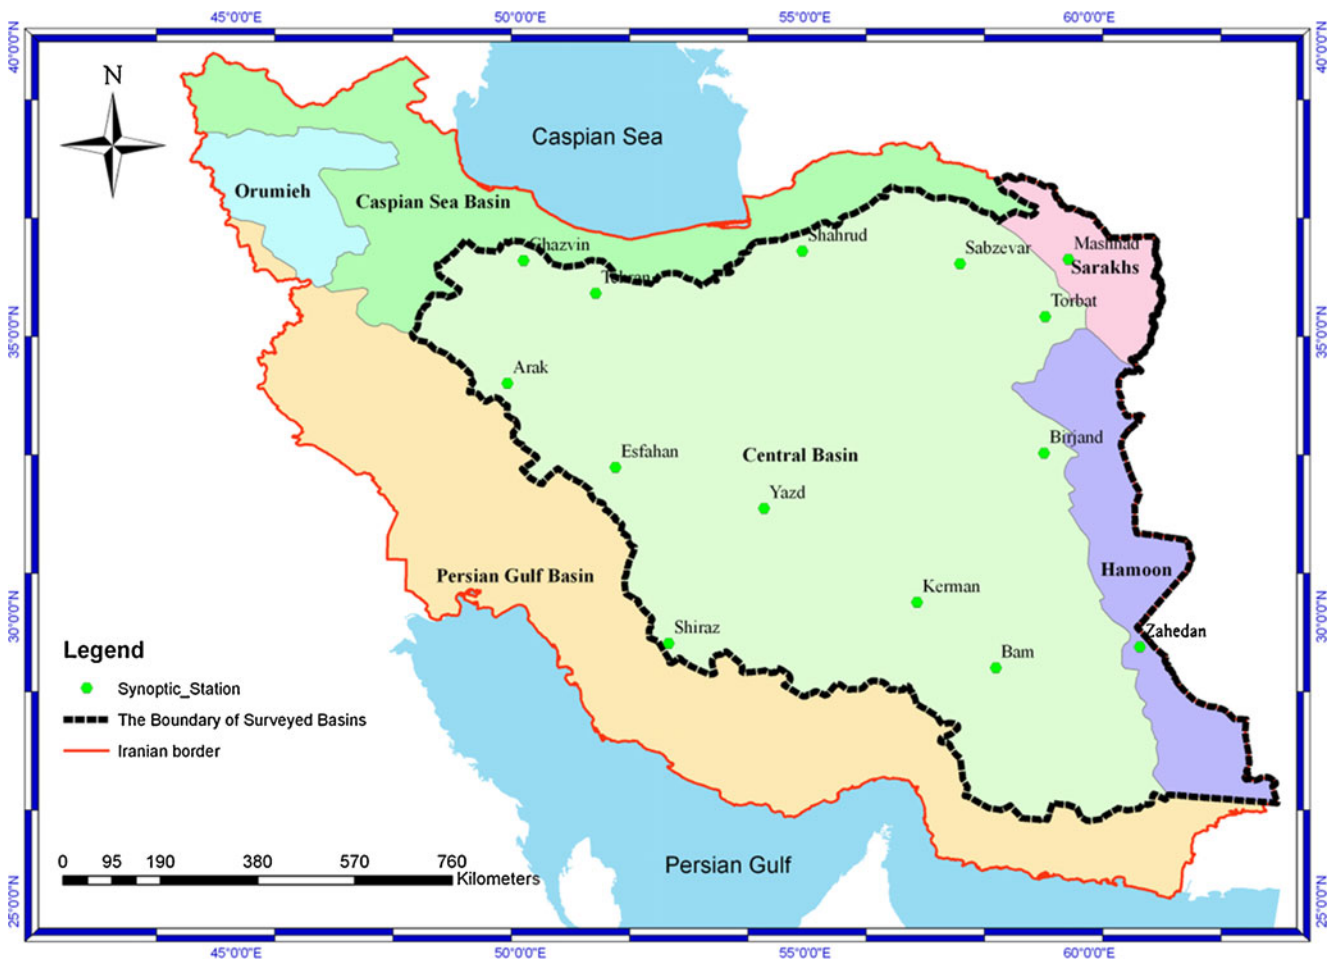 45°0'0"E 50°0'0"E 55°0'0"E 60°0'0"E
40°0'0"N 40°0'0"N
N
Caspian Sea
Orumieh
Caspian Sea Basin
Ghazvin
Shahrud
Sabzevar
Mashhad
Sarakhs
Tehran
Torbat
35°0'0"N 35°0'0"N
Arak
Esfahan
Central Basin
Birjand
Yazd
Persian Gulf Basin
Hamoon
Kerman
30°0'0"N 30°0'0"N
Shiraz
Zahedan
Bam
Legend
Synoptic_Station
The Boundary of Surveyed Basins
Iranian border
Persian Gulf
0 95 190 380 570 760
Kilometers
25°0'0"N 25°0'0"N
45°0'0"E 50°0'0"E 55°0'0"E 60°0'0"E